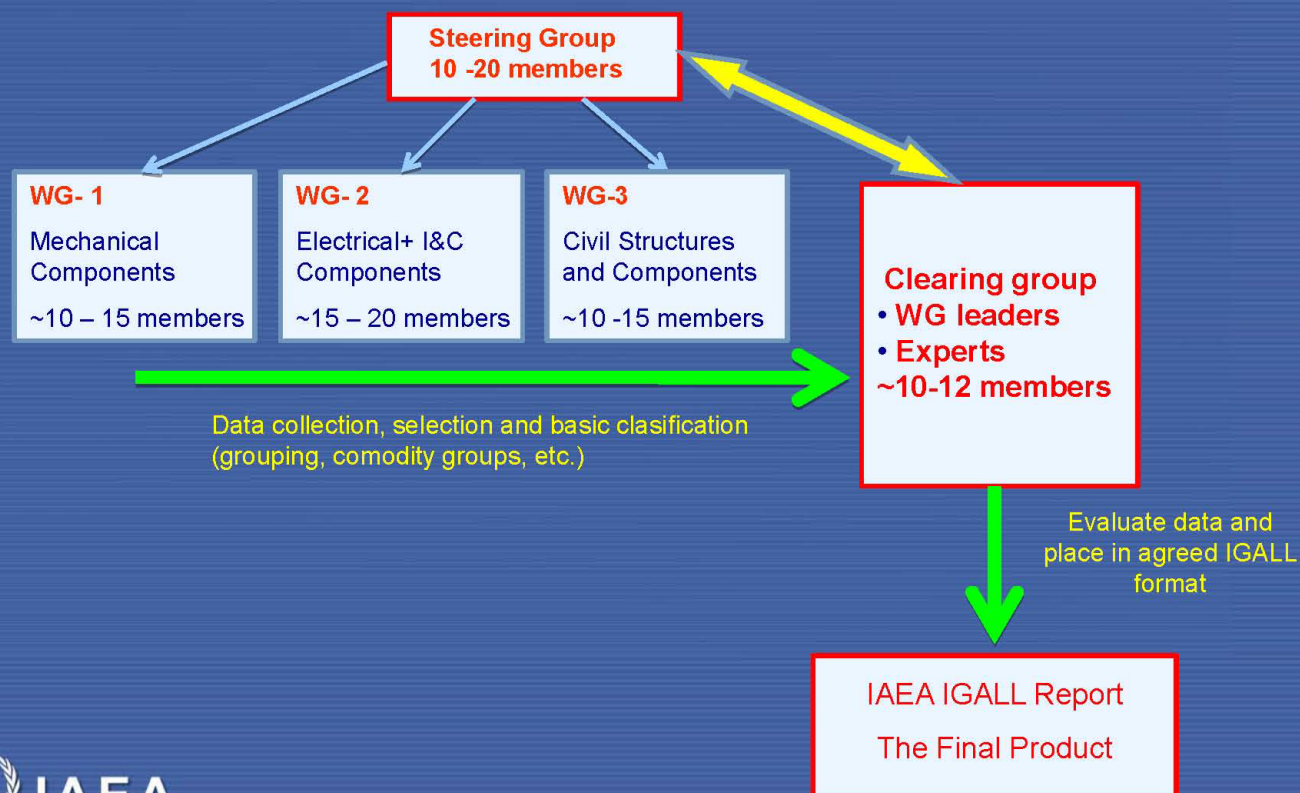 Steering Group
10 -20 members
WG- 1
Mechanical
Components
~10 – 15 members
WG- 2
Electrical+ I&C
Components
~15 – 20 members
WG-3
Civil Structures
and Components
~10 -15 members
Clearing group
• WG leaders
• Experts
~10-12 members
Data collection, selection and basic clasification
(grouping, comodity groups, etc.)
Evaluate data and
place in agreed IGALL
format
IAEA IGALL Report
The Final Product
IAEA